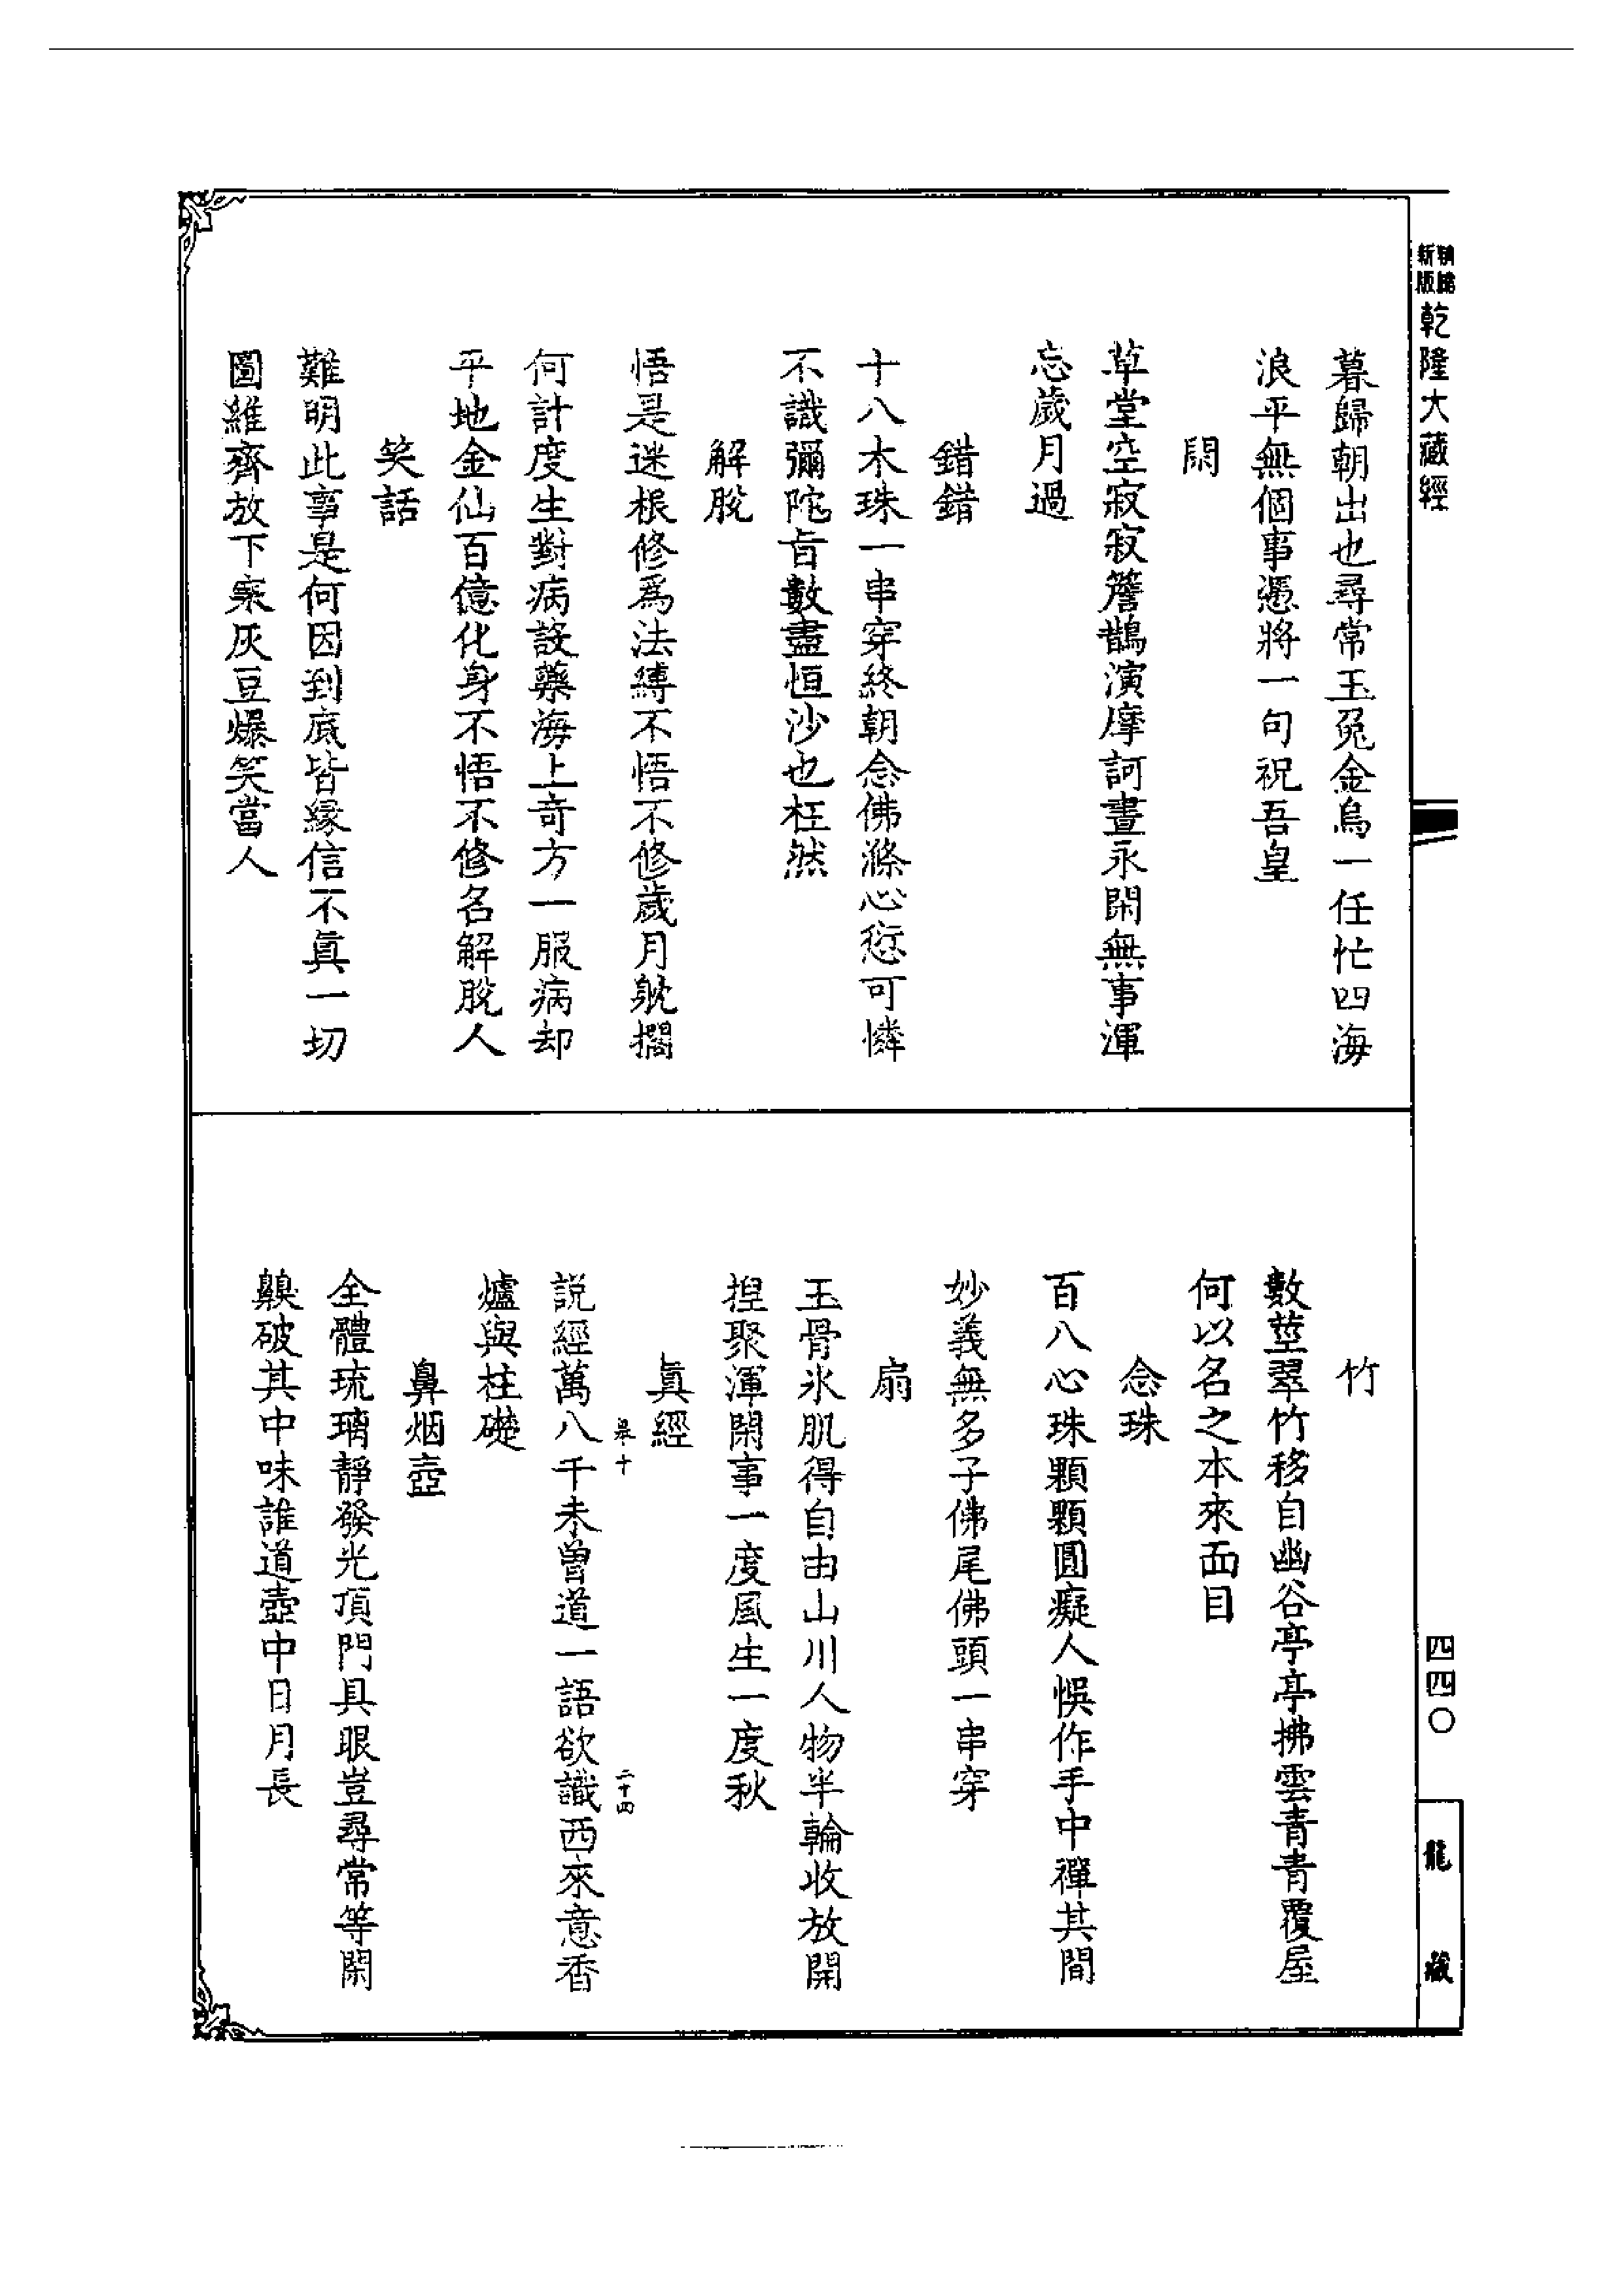 新版
乾隆大藏經
暮歸朝出也尋常玉兔金烏一任忙四海
浪平無個事憑將一句祝吾皇
閑
草堂空寂寂簷鵲演摩訶晝永閑無事渾
忘歲月過
錯錯
十八木珠一串穿終朝念佛滌心愆可憐
不識彌陀旨數盡恒沙也枉然
解脫
悟是迷根修為法縛不悟不修歲月躭擱
何計度生對病設藥海上奇方一服病却
平地金仙百億化身不悟不修名解脫人
笑話
難明此事是何因到底皆緣信不真一切
圖維齊放下寒灰豆爆笑當人
竹
數莖翠竹移自幽谷亭亭拂雲青青覆屋
何以名之本來面目
念珠
百八心珠顆顆圓癡人悞作手中禪其間
妙義無多子佛尾佛頭一串穿
扇
玉骨氷肌得自由山川人物半輪收放開
捏聚渾閑事一度風生一度秋
真經
十
二十四
說經萬八千未曾道一語欲識西來意香
爐與柱礎
鼻烟壺
全體琉璃靜發光頂門具眼豈尋常等閑
齅破其中味誰道壺中日月長
四四〇
龍藏